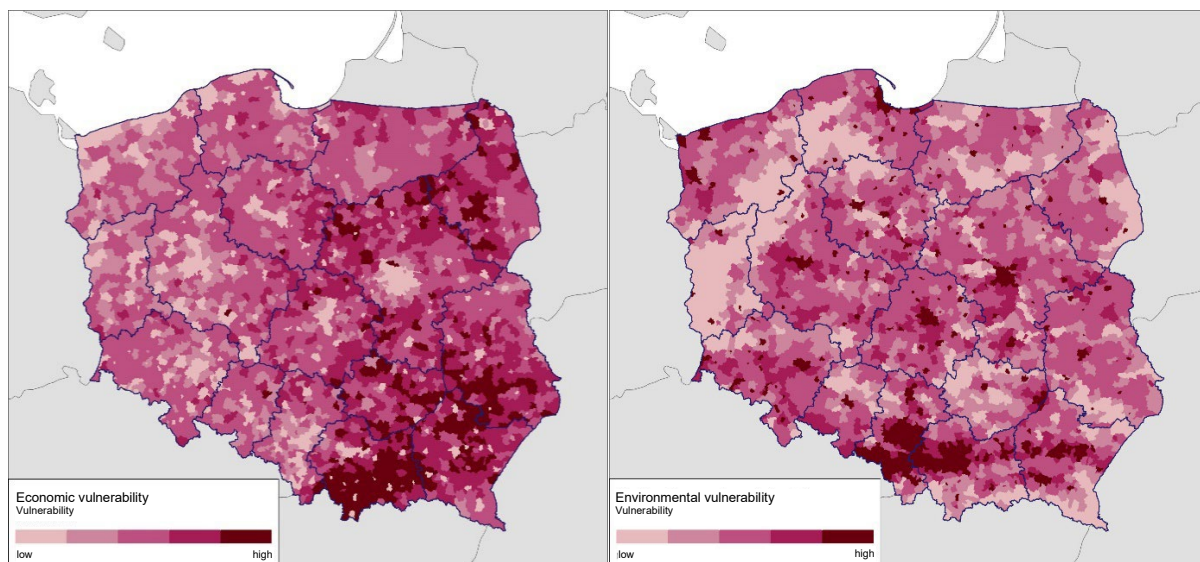 Economic vulnerability
Vulnerability
low high
Environmental vulnerability
Vulnerability
low high